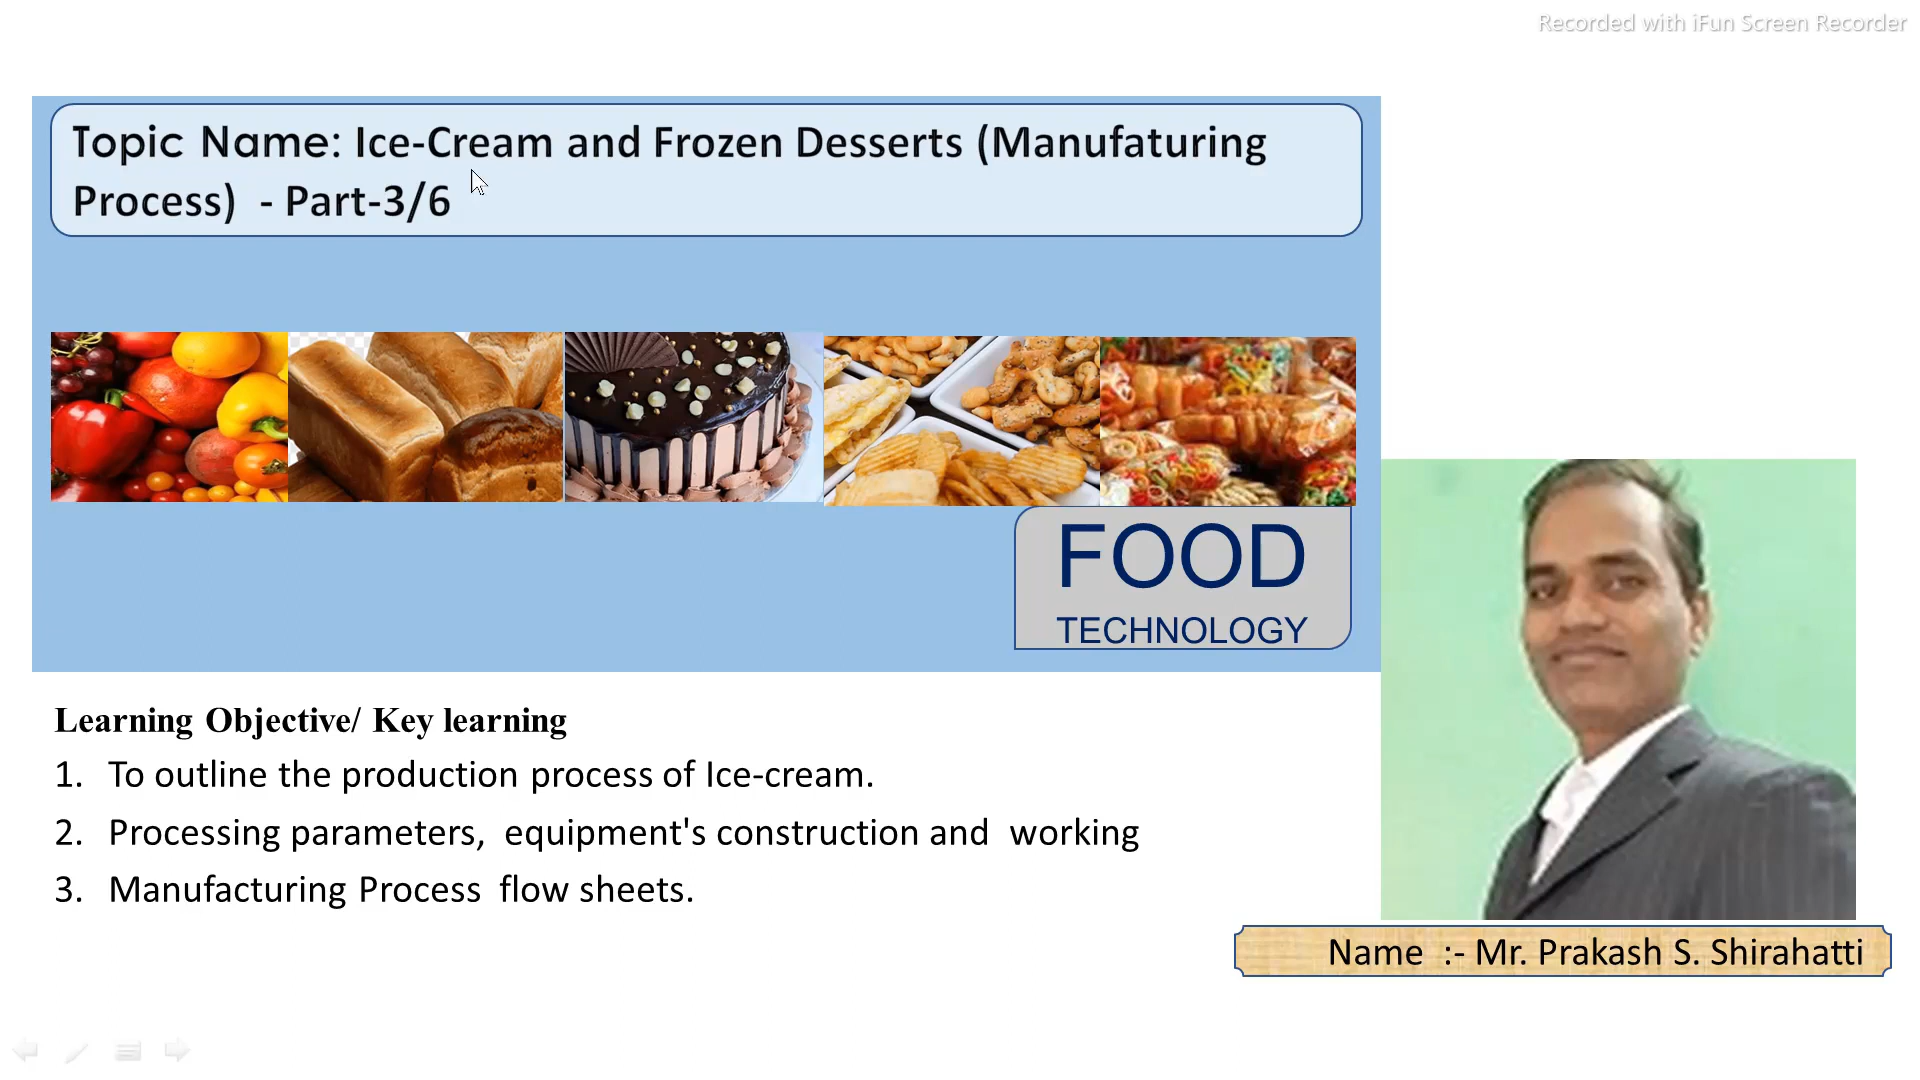 Recorded with iFun Screen Recorder
Topic Name: Ice-Cream and Frozen Desserts (Manufaturing
Process)  - Part-3/6
FOOD
TECHNOLOGY
Learning Objective/ Key learning
1. To outline the production process of Ice-cream.
2. Processing parameters,  equipment's construction and  working
3. Manufacturing Process  flow sheets.
Name  :- Mr. Prakash S. Shirahatti